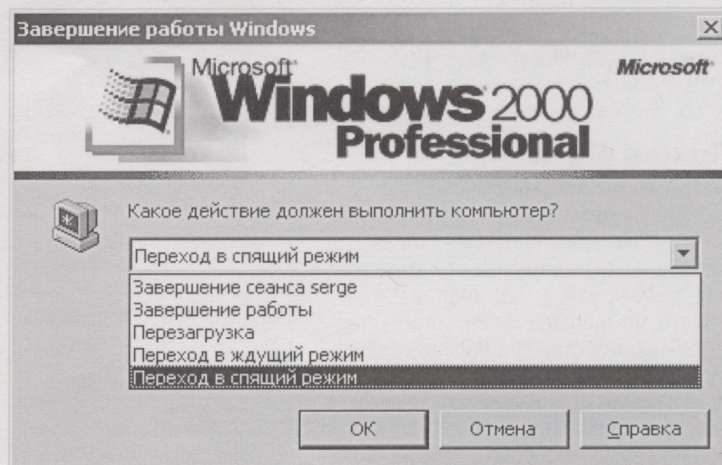 Завершение работы Windows
Microsoft
Microsoft
Windows 2000
Professional
Какое действие должен выполнить компьютер?
Переход в спящий режим
Завершение сеанса serge
Завершение работы
Перезагрузка
Переход в ждущий режим
Переход в спящий режим
ОК
Отмена
Справка